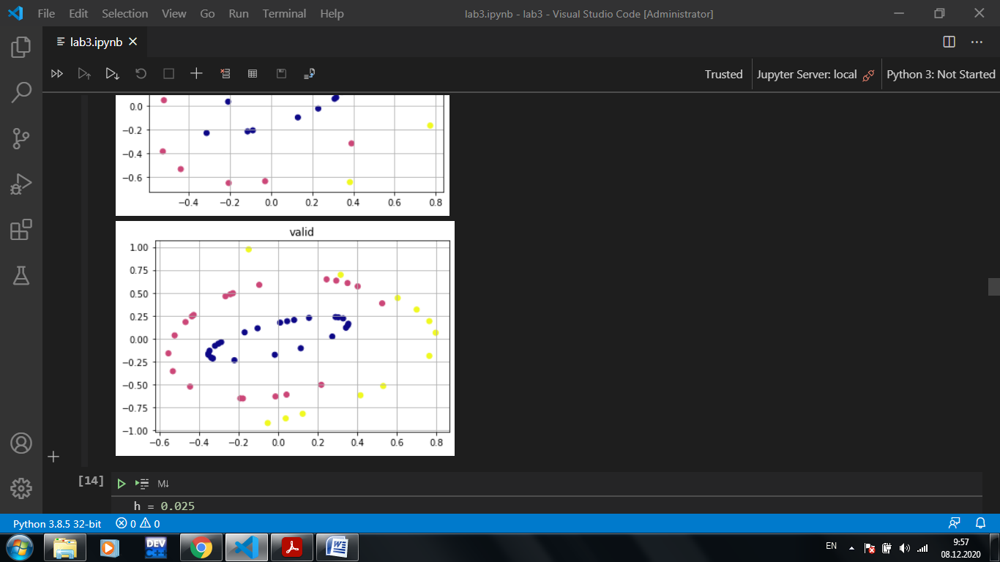 File Edit Selection View Go Run Terminal Help lab3.ipynb - lab3 - Visual Studio Code [Administrator]
lab3.ipynb
Trusted Jupyter Server: local Python 3: Not Started
0.0
−0.2
−0.4
−0.6
−0.4 −0.2 0.0 0.2 0.4 0.6 0.8
valid
1.00
0.75
0.50
0.25
0.00
−0.25
−0.50
−0.75
−1.00
−0.6 −0.4 −0.2 0.0 0.2 0.4 0.6 0.8
[14] M↓
h = 0.025
Python 3.8.5 32-bit 0 0
DEV
C++
W
EN 9:57
08.12.2020